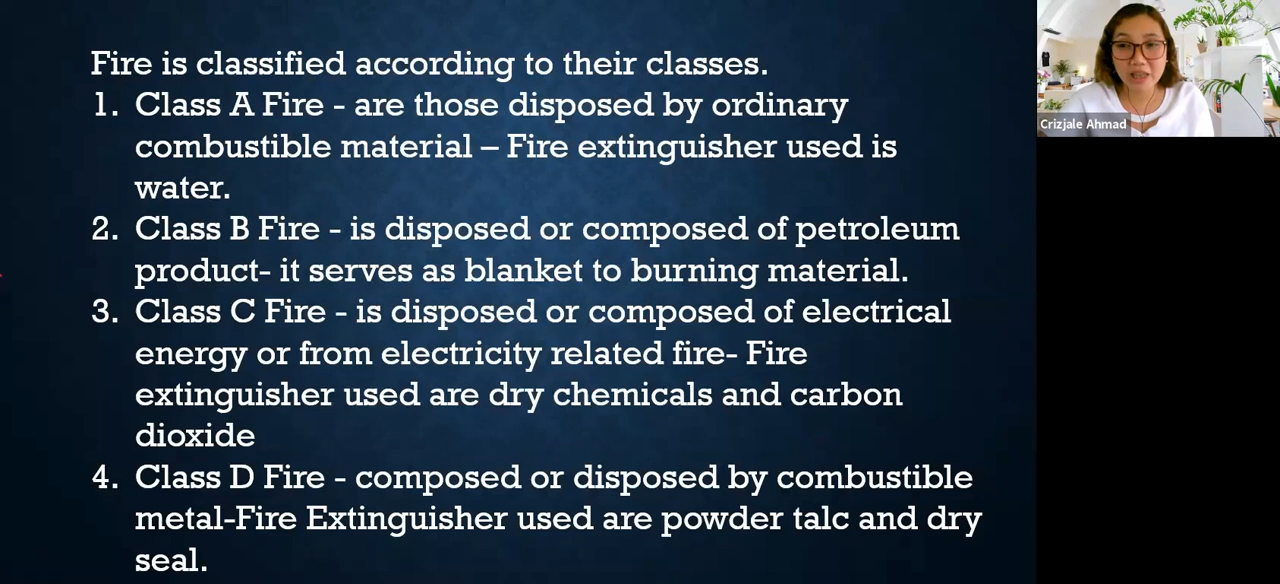 Fire is classified according to their classes.
1. Class A Fire - are those disposed by ordinary
combustible material – Fire extinguisher used is
water.
2. Class B Fire - is disposed or composed of petroleum
product- it serves as blanket to burning material.
3. Class C Fire - is disposed or composed of electrical
energy or from electricity related fire- Fire
extinguisher used are dry chemicals and carbon
dioxide
4. Class D Fire - composed or disposed by combustible
metal-Fire Extinguisher used are powder talc and dry
seal.
Crizjale Ahmad